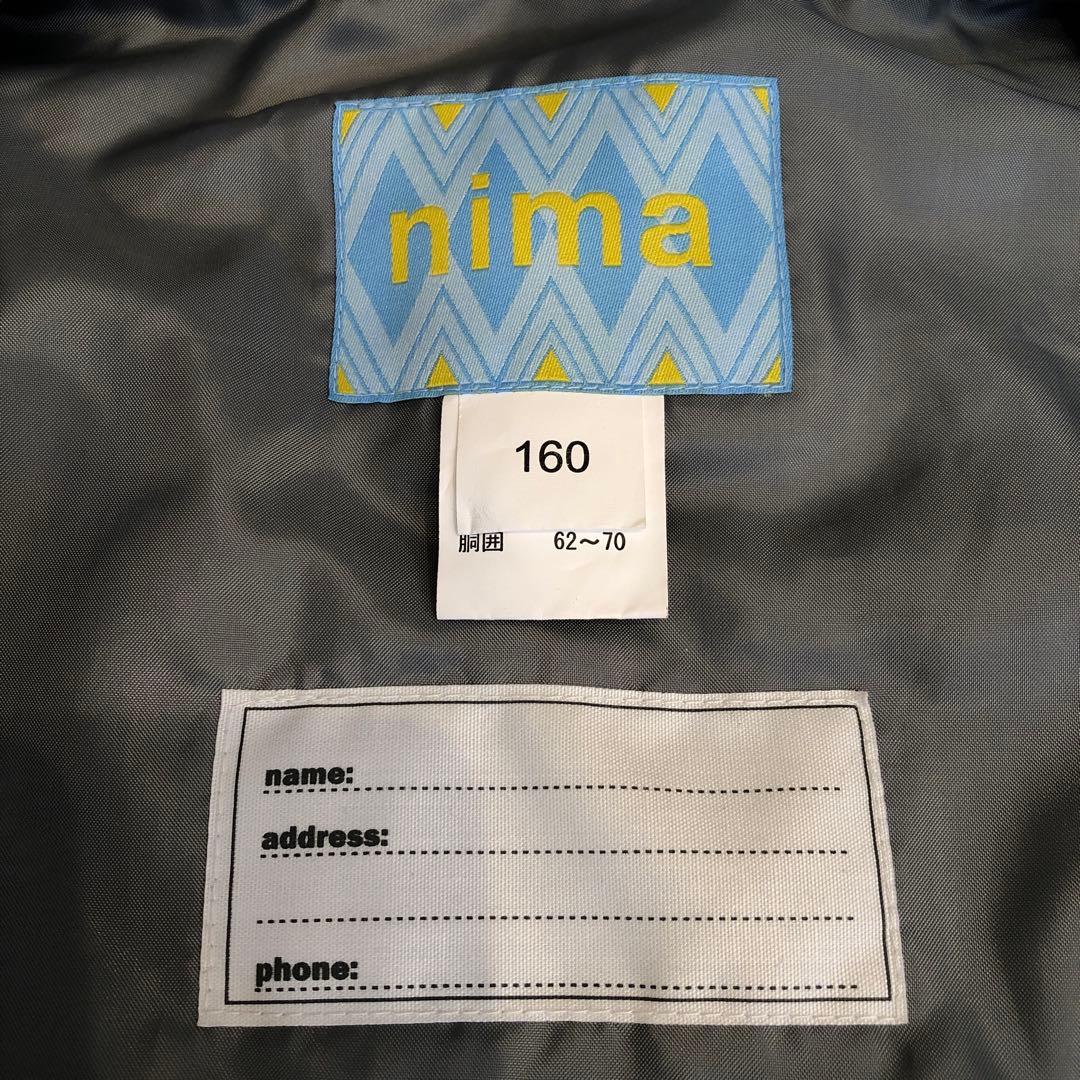 nima
160
胴囲 62～70
name:
address:
phone: